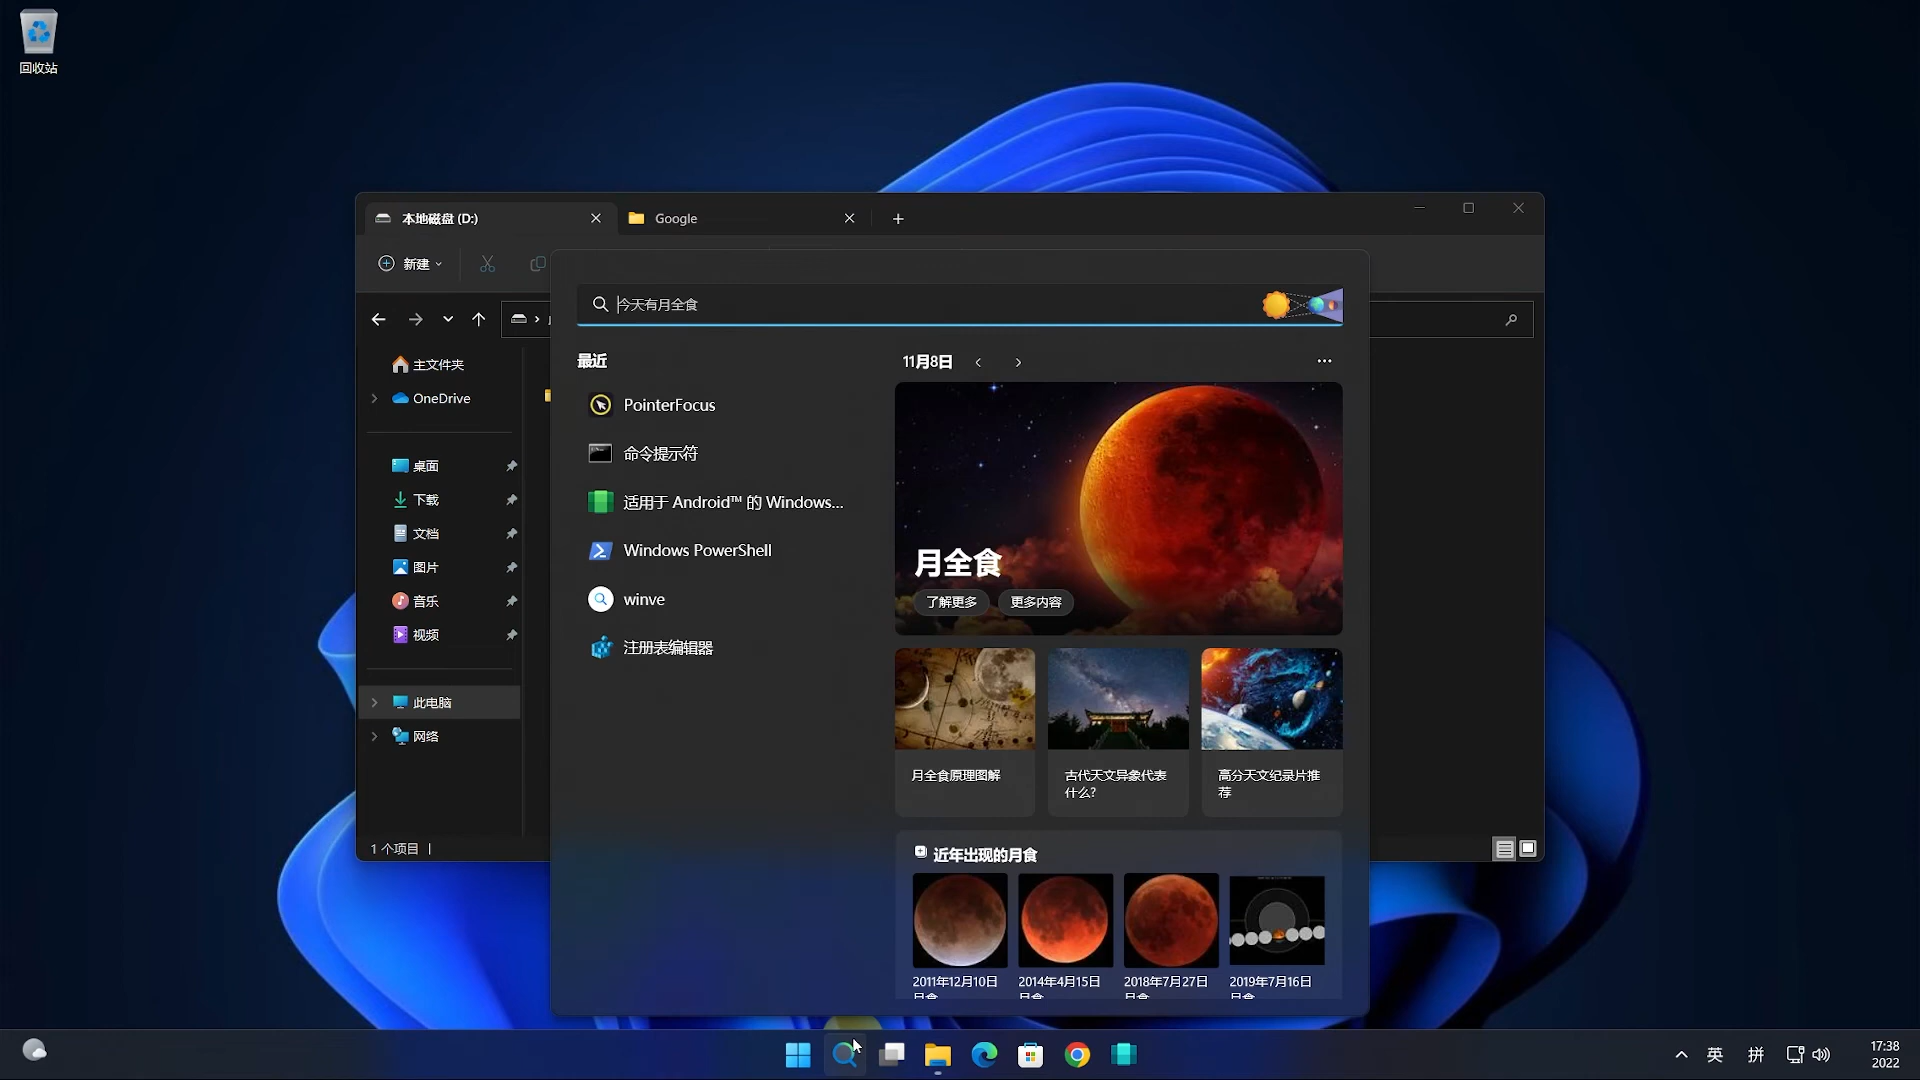 回收站
本地磁盘 (D:)
Google
新建
今天有月全食
主文件夹
OneDrive
桌面
下载
文档
图片
音乐
视频
此电脑
网络
1 个项目
最近
PointerFocus
命令提示符
适用于 Android™ 的 Windows...
Windows PowerShell
winve
注册表编辑器
11月8日
月全食
了解更多
更多内容
月全食原理图解
古代天文异象代表
什么?
高分天文纪录片推
荐
近年出现的月食
2011年12月10日
2014年4月15日
2018年7月27日
2019年7月16日
英
拼
17:38
2022